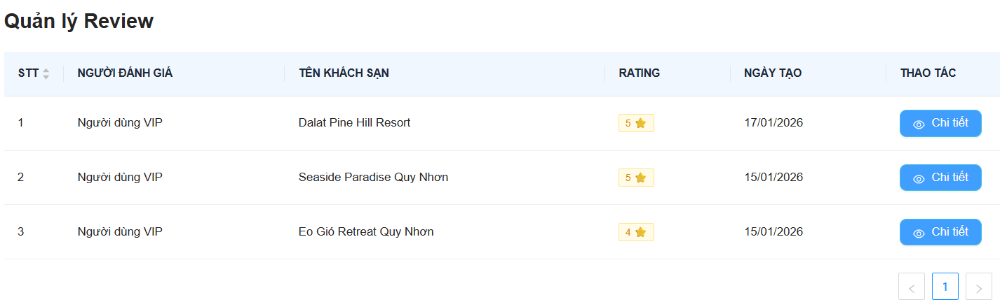 Quản lý Review
STT NGƯỜI ĐÁNH GIÁ TÊN KHÁCH SẠN RATING NGÀY TẠO THAO TÁC
1 Người dùng VIP Dalat Pine Hill Resort 5 17/01/2026 Chi tiết
2 Người dùng VIP Seaside Paradise Quy Nhơn 5 15/01/2026 Chi tiết
3 Người dùng VIP Eo Gió Retreat Quy Nhơn 4 15/01/2026 Chi tiết
< 1 >